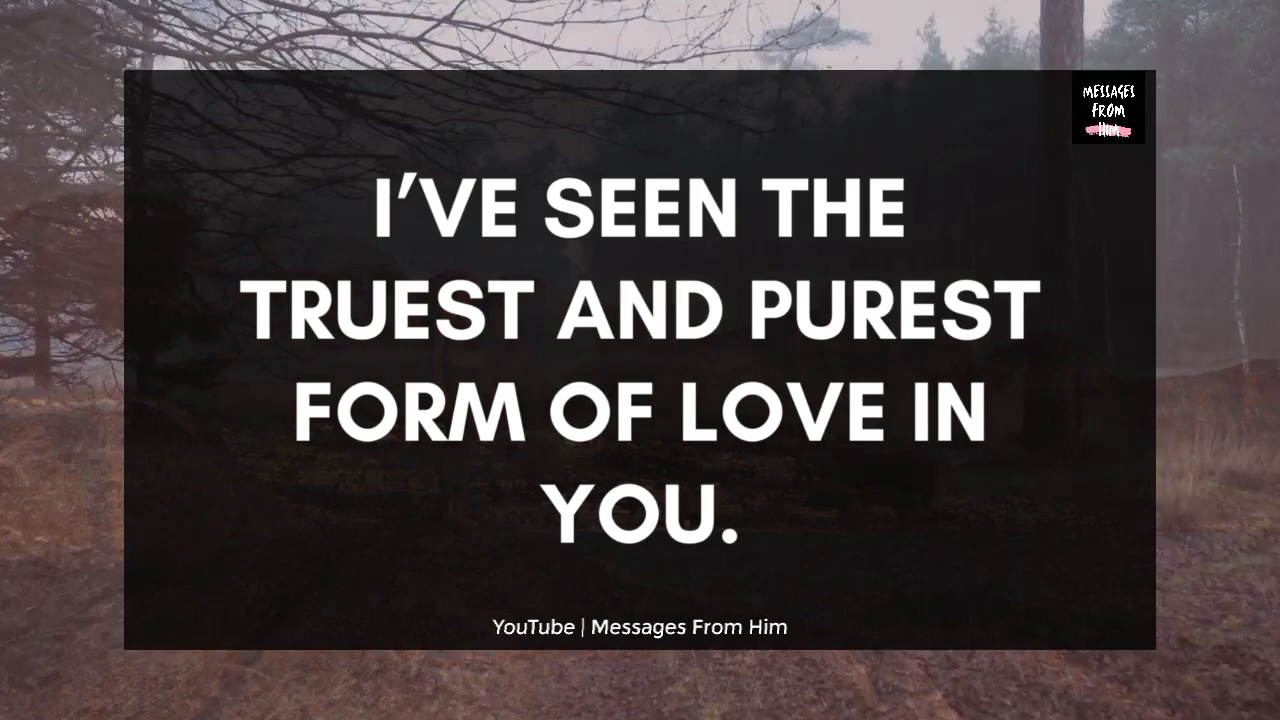 MESSAGES
FROM
HIM
I’VE SEEN THE
TRUEST AND PUREST
FORM OF LOVE IN
YOU.
YouTube | Messages From Him